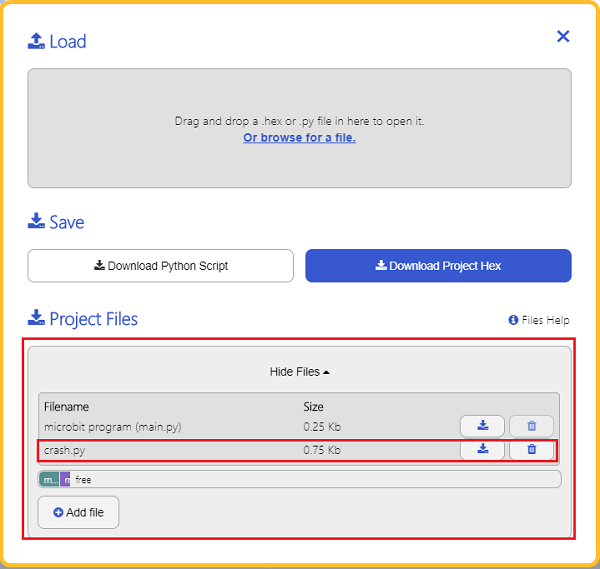 Load
Drag and drop a .hex or .py file in here to open it.
Or browse for a file.
Save
Download Python Script
Download Project Hex
Project Files
Files Help
Hide Files
Filename Size
microbit program (main.py) 0.25 Kb
crash.py 0.75 Kb
m... m free
Add file